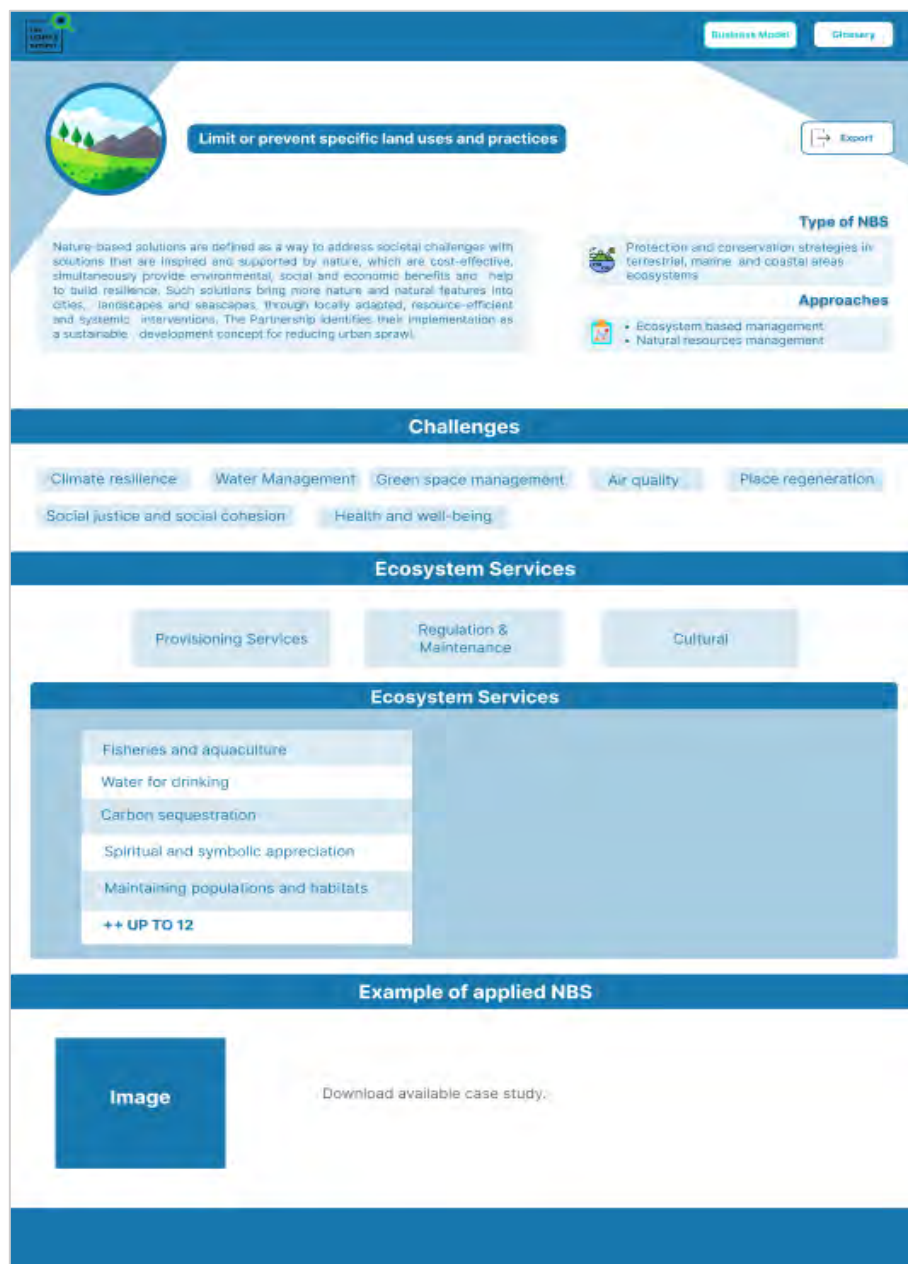 Business Model
Glossary
Limit or prevent specific land uses and practices
Export
Type of NBS
Nature-based solutions are defined as a way to address societal challenges with
solutions that are inspired and supported by nature, which are cost-effective,
simultaneously provide environmental, social and economic benefits and help
to build resilience. Such solutions bring more nature and natural features into
cities, landscapes and seascapes, through locally adapted, resource-efficient
and systemic interventions. The Partnership identifies their implementation as
a sustainable development concept for reducing urban sprawl.
Protection and conservation strategies in
terrestrial, marine and coastal areas
ecosystems
Approaches
• Ecosystem based management
• Natural resources management
Challenges
Climate resilience
Water Management
Green space management
Air quality
Place regeneration
Social justice and social cohesion
Health and well-being
Ecosystem Services
Provisioning Services
Regulation &
Maintenance
Cultural
Ecosystem Services
Fisheries and aquaculture
Water for drinking
Carbon sequestration
Spiritual and symbolic appreciation
Maintaining populations and habitats
++ UP TO 12
Example of applied NBS
Image
Download available case study.